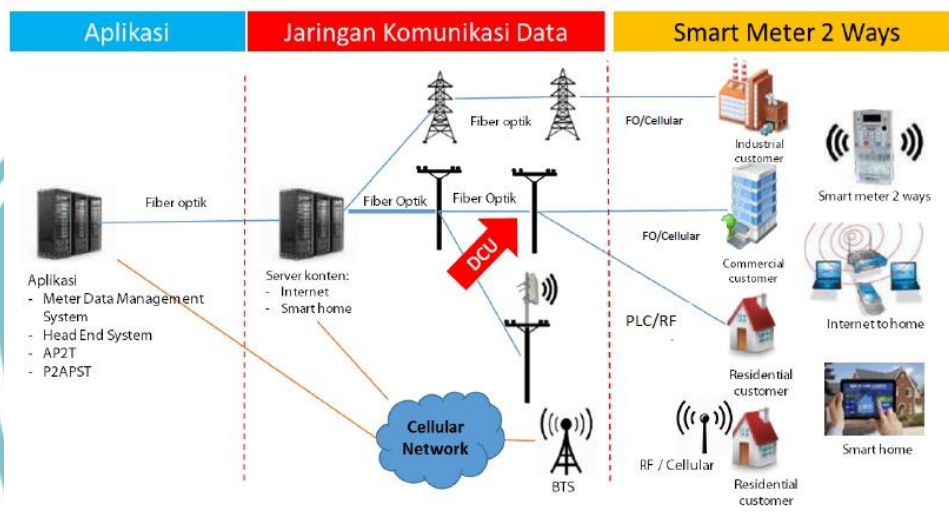 Aplikasi
Jaringan Komunikasi Data
Smart Meter 2 Ways
Fiber optik
FO/Cellular
Industrial
customer
Smart meter 2 ways
Fiber optik
Fiber Optik
Fiber Optik
DCU
FO/Cellular
Commercial
customer
Internet to home
Aplikasi
- Meter Data Management
System
- Head End System
- AP2T
- P2APST
Server konten:
- Internet
- Smart home
PLC/RF
Residential
customer
Smart home
Cellular
Network
BTS
RF / Cellular
Residential
customer